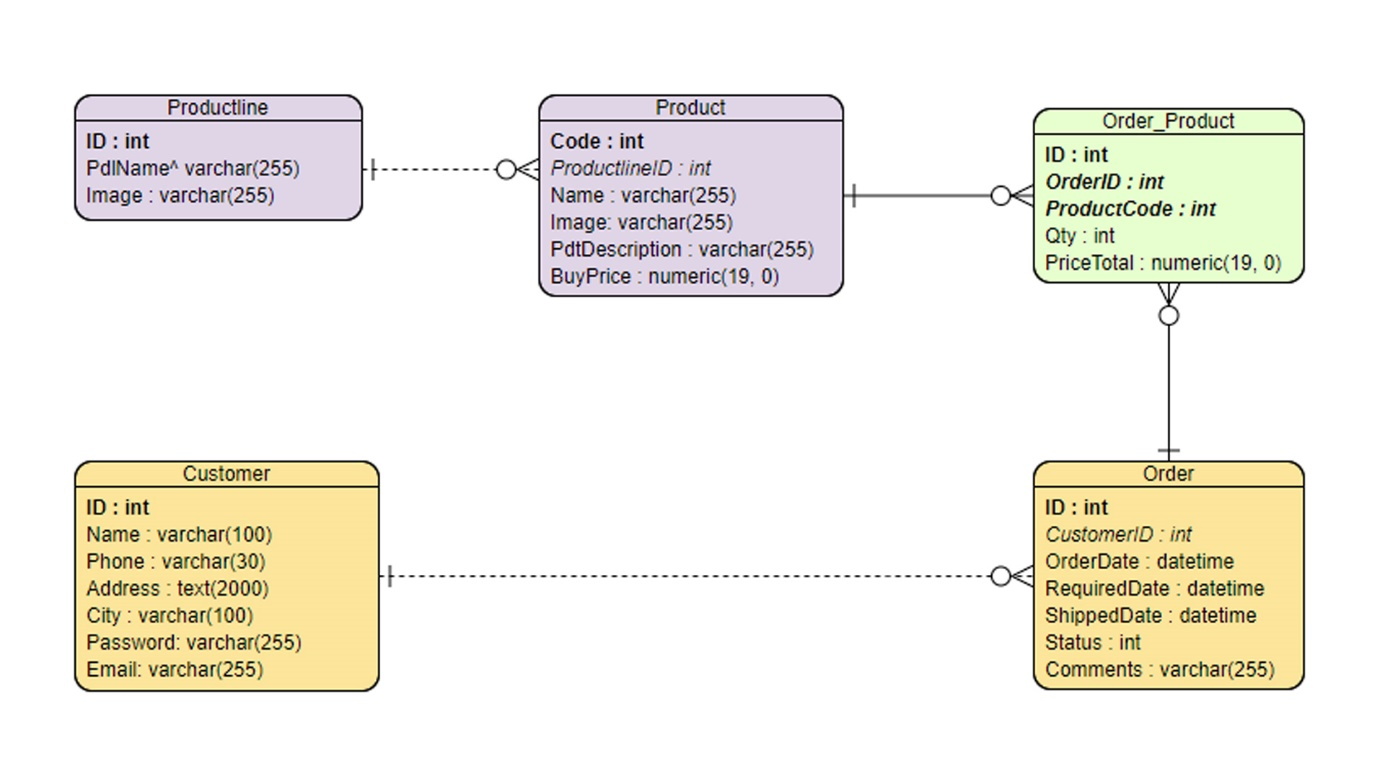 Productline
ID : int
PdlName^ varchar(255)
Image : varchar(255)
Product
Code : int
ProductlineID : int
Name : varchar(255)
Image: varchar(255)
PdtDescription : varchar(255)
BuyPrice : numeric(19, 0)
Order_Product
ID : int
OrderID : int
ProductCode : int
Qty : int
PriceTotal : numeric(19, 0)
Customer
ID : int
Name : varchar(100)
Phone : varchar(30)
Address : text(2000)
City : varchar(100)
Password: varchar(255)
Email: varchar(255)
Order
ID : int
CustomerID : int
OrderDate : datetime
RequiredDate : datetime
ShippedDate : datetime
Status : int
Comments : varchar(255)